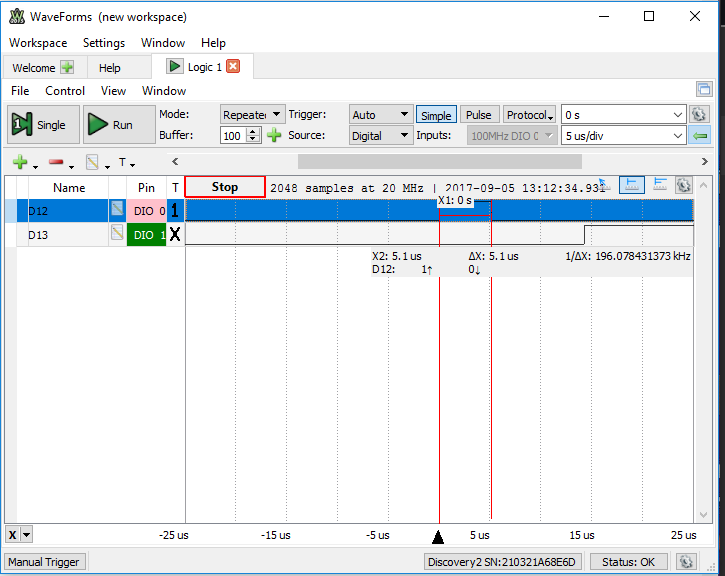 WaveForms (new workspace)
Workspace Settings Window Help
Welcome Help Logic 1
File Control View Window
1 Single Run Mode: Repeated Trigger: Auto Simple Pulse Protocol 0 s
Buffer: 100 Source: Digital Inputs: 100MHz DIO 5 us/div
T
Name Pin T Stop 2048 samples at 20 MHz | 2017-09-05 13:12:34.931
X1: 0 s
D12 DIO 0 1
D13 DIO 1 X
X2: 5.1 us ΔX: 5.1 us 1/ΔX: 196.078431373 kHz
D12: 1↑ 0↓
X -25 us -15 us -5 us 5 us 15 us 25 us
Manual Trigger Discovery2 SN:210321A68E6D Status: OK